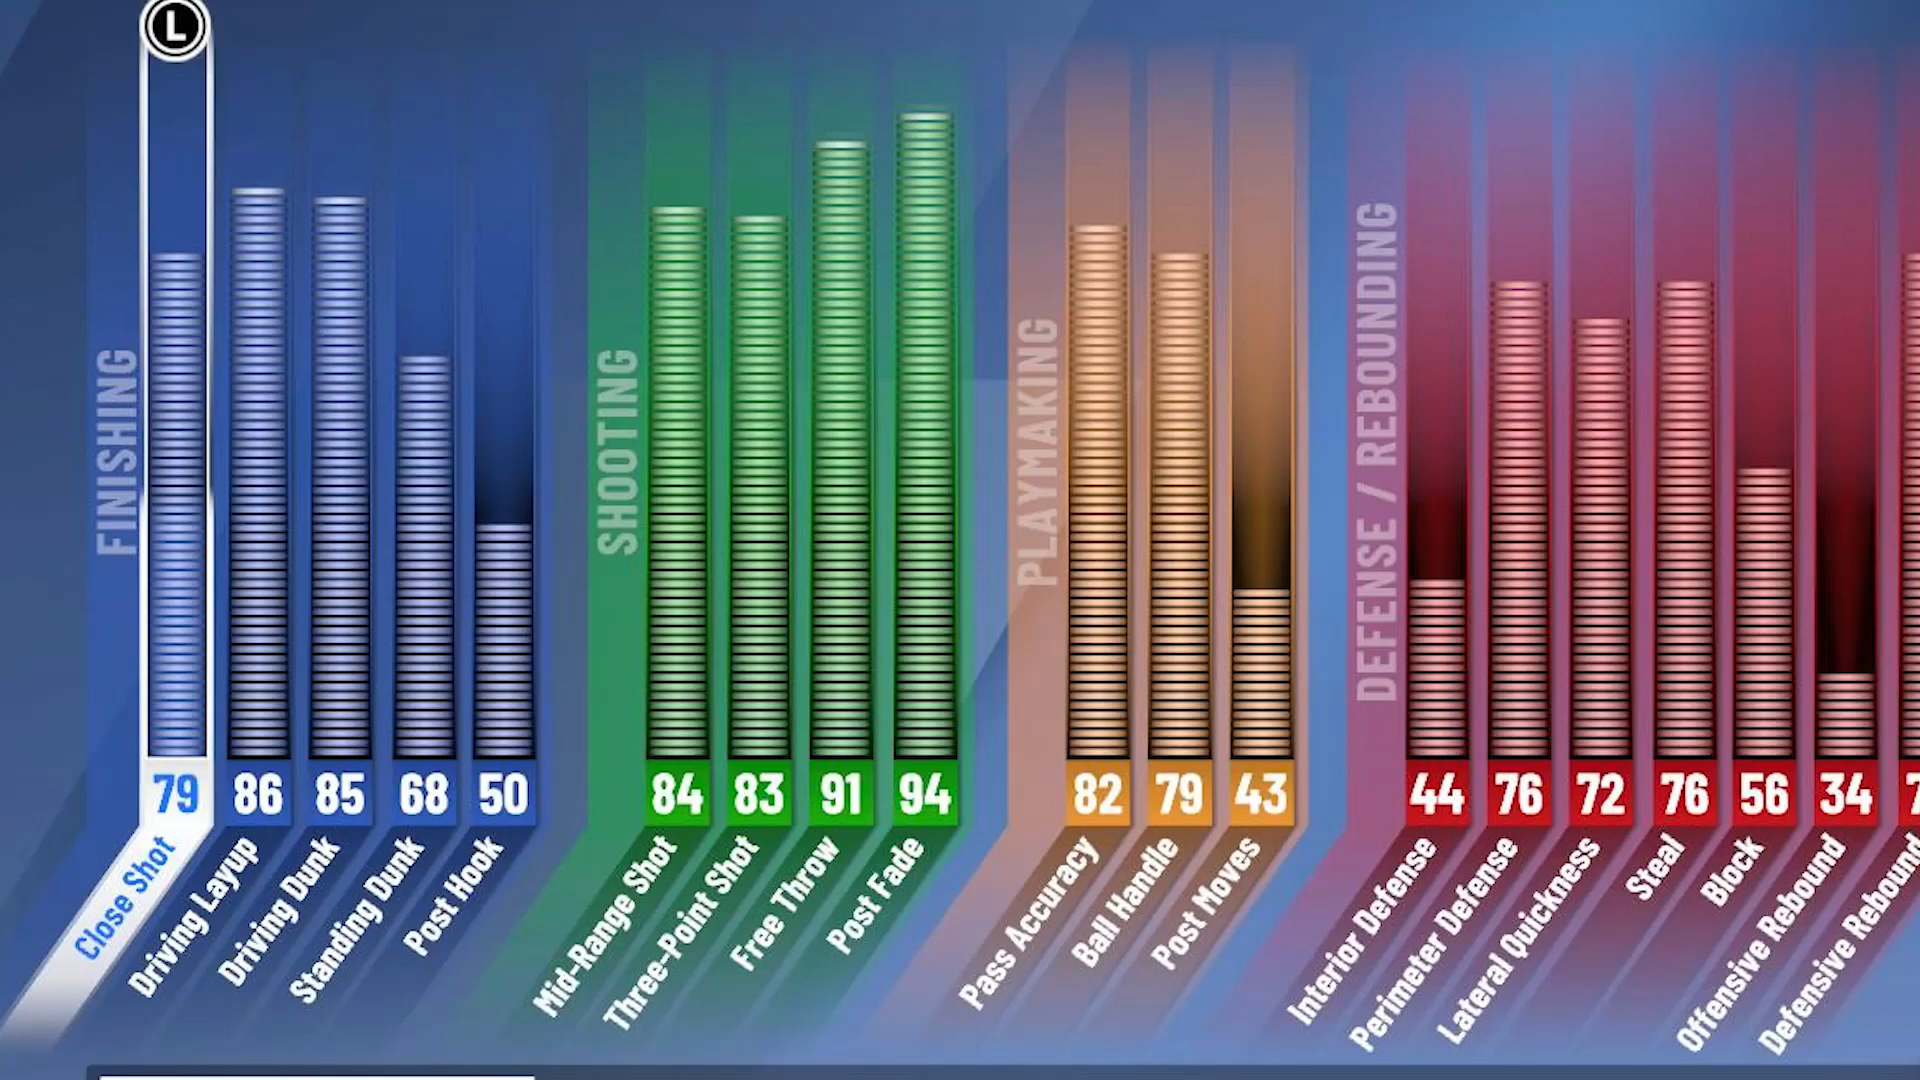 L
FINISHING
79 86 85 68 50
Close Shot
Driving Layup
Driving Dunk
Standing Dunk
Post Hook
SHOOTING
84 83 91 94
Mid-Range Shot
Three-Point Shot
Free Throw
Post Fade
PLAYMAKING
82 79 43
Pass Accuracy
Ball Handle
Post Moves
DEFENSE / REBOUNDING
44 76 72 76 56 34
Interior Defense
Perimeter Defense
Lateral Quickness
Steal
Block
Offensive Rebound
Defensive Rebound